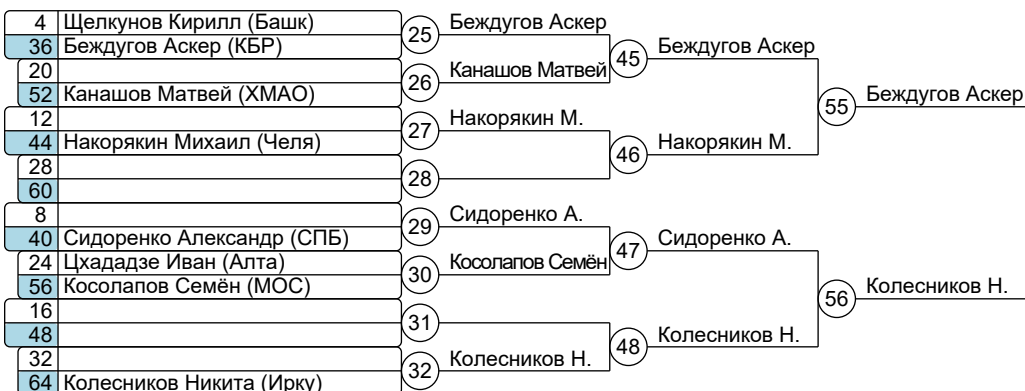 4 Щелкунов Кирилл (Башк)
36 Беждугов Аскер (КБР)
20
52 Канашов Матвей (ХМАО)
12
44 Накорякин Михаил (Челя)
28
60
8
40 Сидоренко Александр (СПБ)
24 Цхададзе Иван (Алта)
56 Косолапов Семён (МОС)
16
48
32
64 Колесников Никита (Ирку)
25 Беждугов Аскер
26 Канашов Матвей
27 Накорякин М.
28
29 Сидоренко А.
30 Косолапов Семён
31
32 Колесников Н.
45 Беждугов Аскер
46 Накорякин М.
47 Сидоренко А.
48 Колесников Н.
55 Беждугов Аскер
56 Колесников Н.